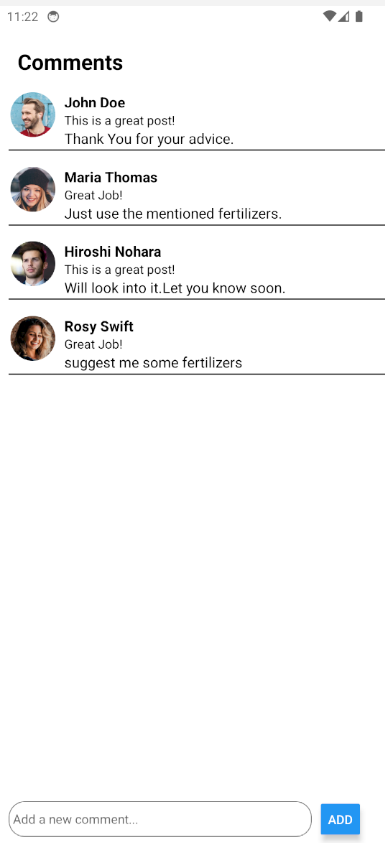 11:22
Comments
John Doe
This is a great post!
Thank You for your advice.
Maria Thomas
Great Job!
Just use the mentioned fertilizers.
Hiroshi Nohara
This is a great post!
Will look into it.Let you know soon.
Rosy Swift
Great Job!
suggest me some fertilizers
Add a new comment...
ADD